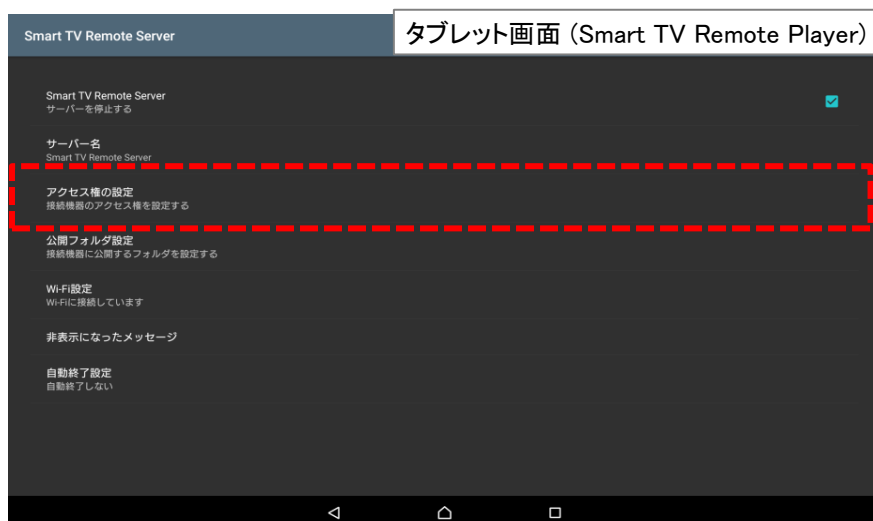 タブレット画面 (Smart TV Remote Player)
Smart TV Remote Server
Smart TV Remote Server
サーバーを停止する
サーバー名
Smart TV Remote Server
アクセス権の設定
接続機器のアクセス権を設定する
公開フォルダ設定
接続機器に公開するフォルダを設定する
Wi-Fi設定
Wi-Fiに接続しています
非表示になったメッセージ
自動終了設定
自動終了しない